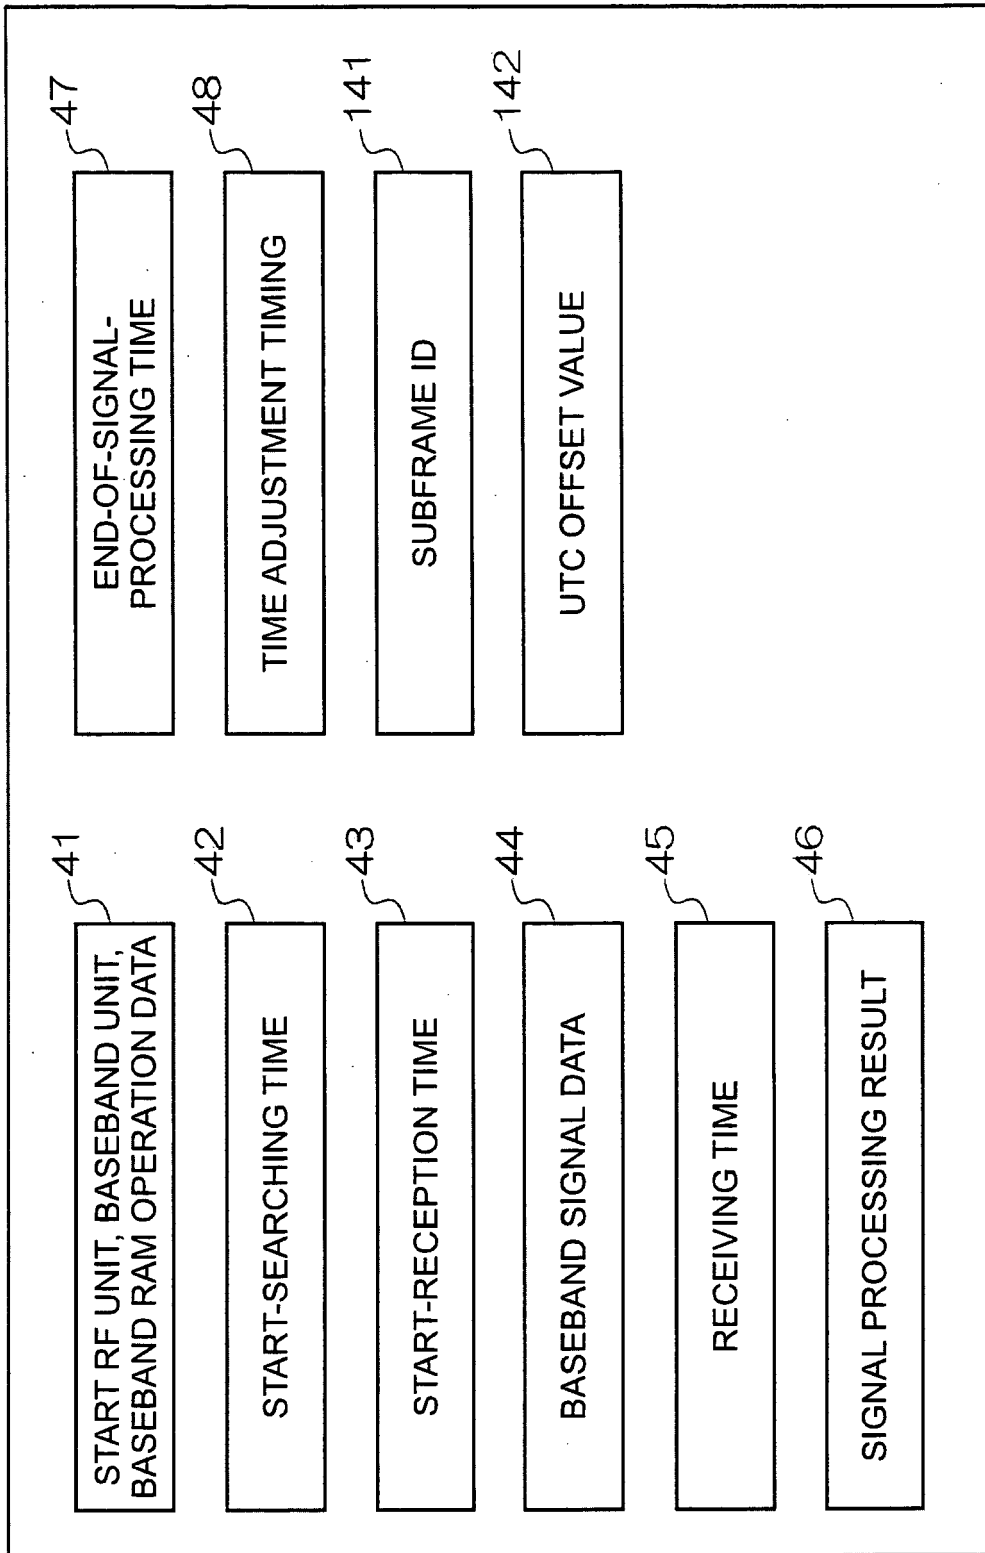 41
START RF UNIT, BASEBAND UNIT,
BASEBAND RAM OPERATION DATA
42
START-SEARCHING TIME
43
START-RECEPTION TIME
44
BASEBAND SIGNAL DATA
45
RECEIVING TIME
46
SIGNAL PROCESSING RESULT
47
END-OF-SIGNAL-
PROCESSING TIME
48
TIME ADJUSTMENT TIMING
141
SUBFRAME ID
142
UTC OFFSET VALUE